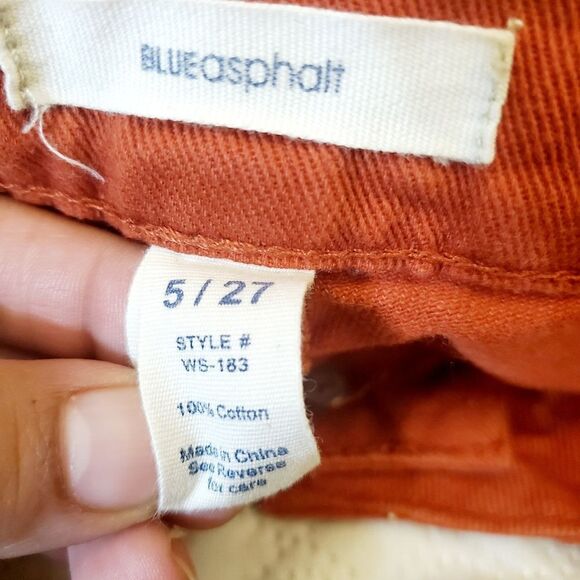 BLUEasphalt
5 / 27
STYLE #
WS-183
100% Cotton
Made in China
See Reverse
for care